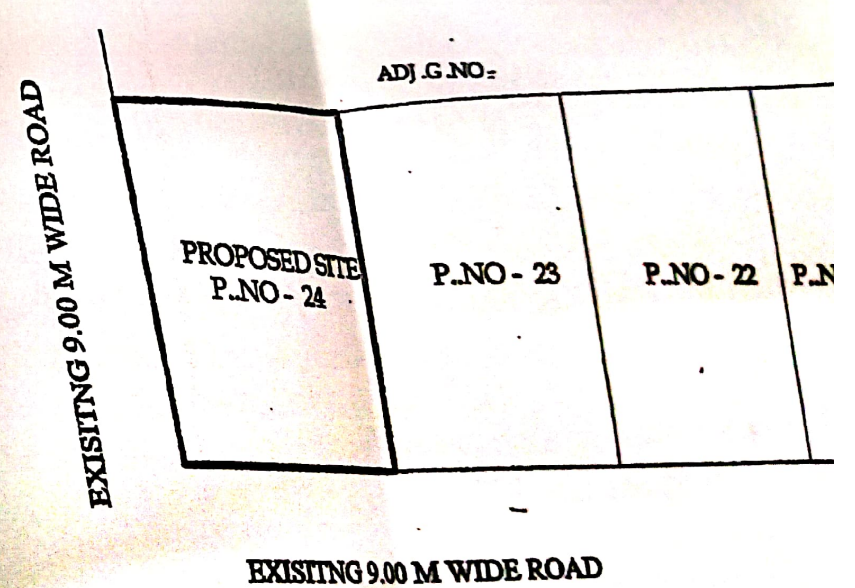 ADJ.G.NO:-
EXISITNG 9.00 M WIDE ROAD
PROPOSED SITE
P..NO - 24
P..NO - 23
P..NO - 22
P..N
EXISITNG 9.00 M WIDE ROAD